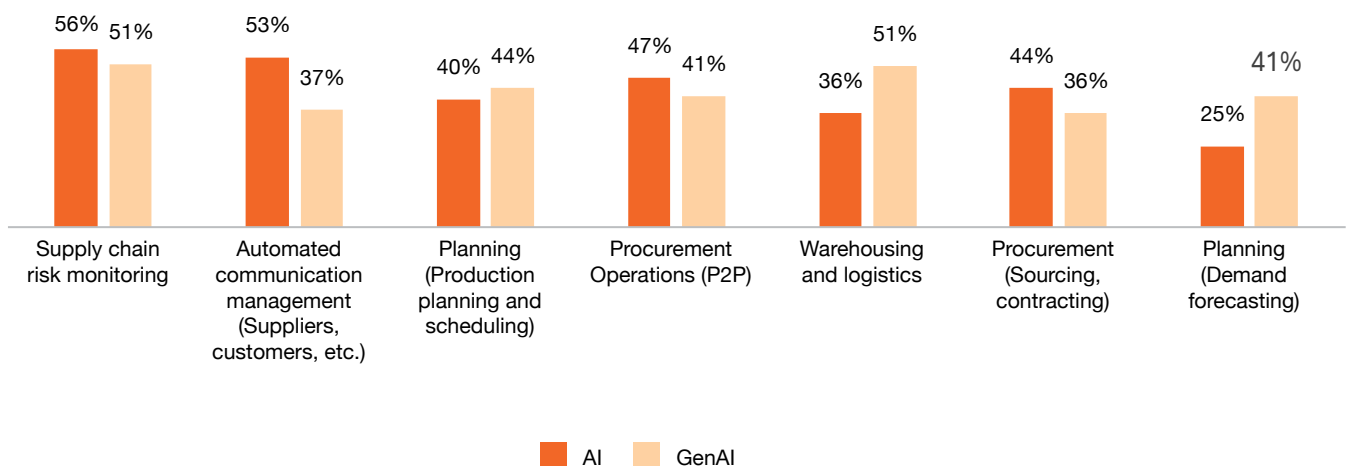 56%
51%
53%
37%
40%
44%
47%
41%
36%
51%
44%
36%
25%
41%
Supply chain
risk monitoring
Automated
communication
management
(Suppliers,
customers, etc.)
Planning
(Production
planning and
scheduling)
Procurement
Operations (P2P)
Warehousing
and logistics
Procurement
(Sourcing,
contracting)
Planning
(Demand
forecasting)
AI
GenAI